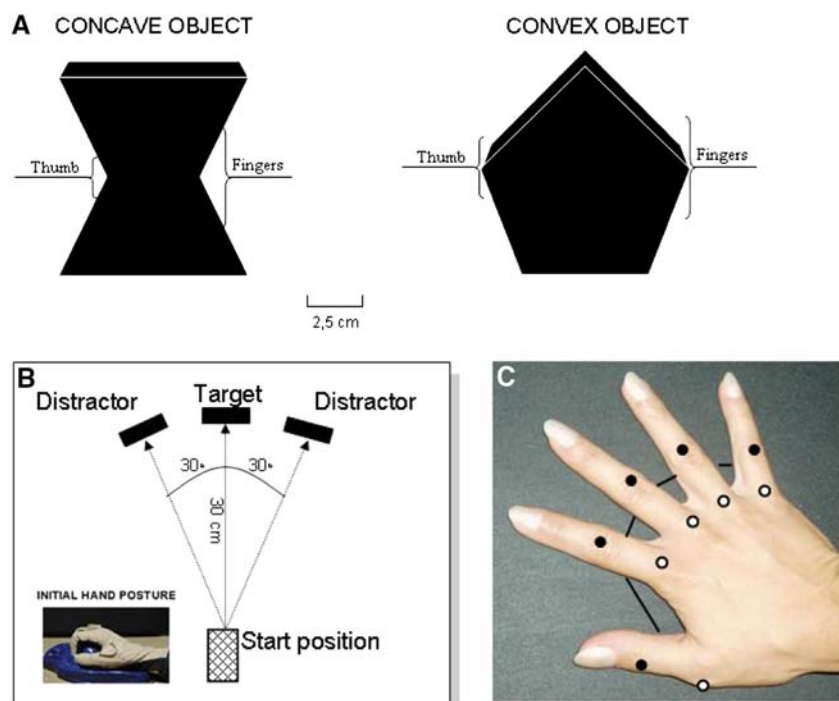 A
CONCAVE OBJECT
CONVEX OBJECT
Thumb
Fingers
Thumb
Fingers
2,5 cm
B
Distractor
Target
Distractor
30°
30°
30 cm
INITIAL HAND POSTURE
Start position
C